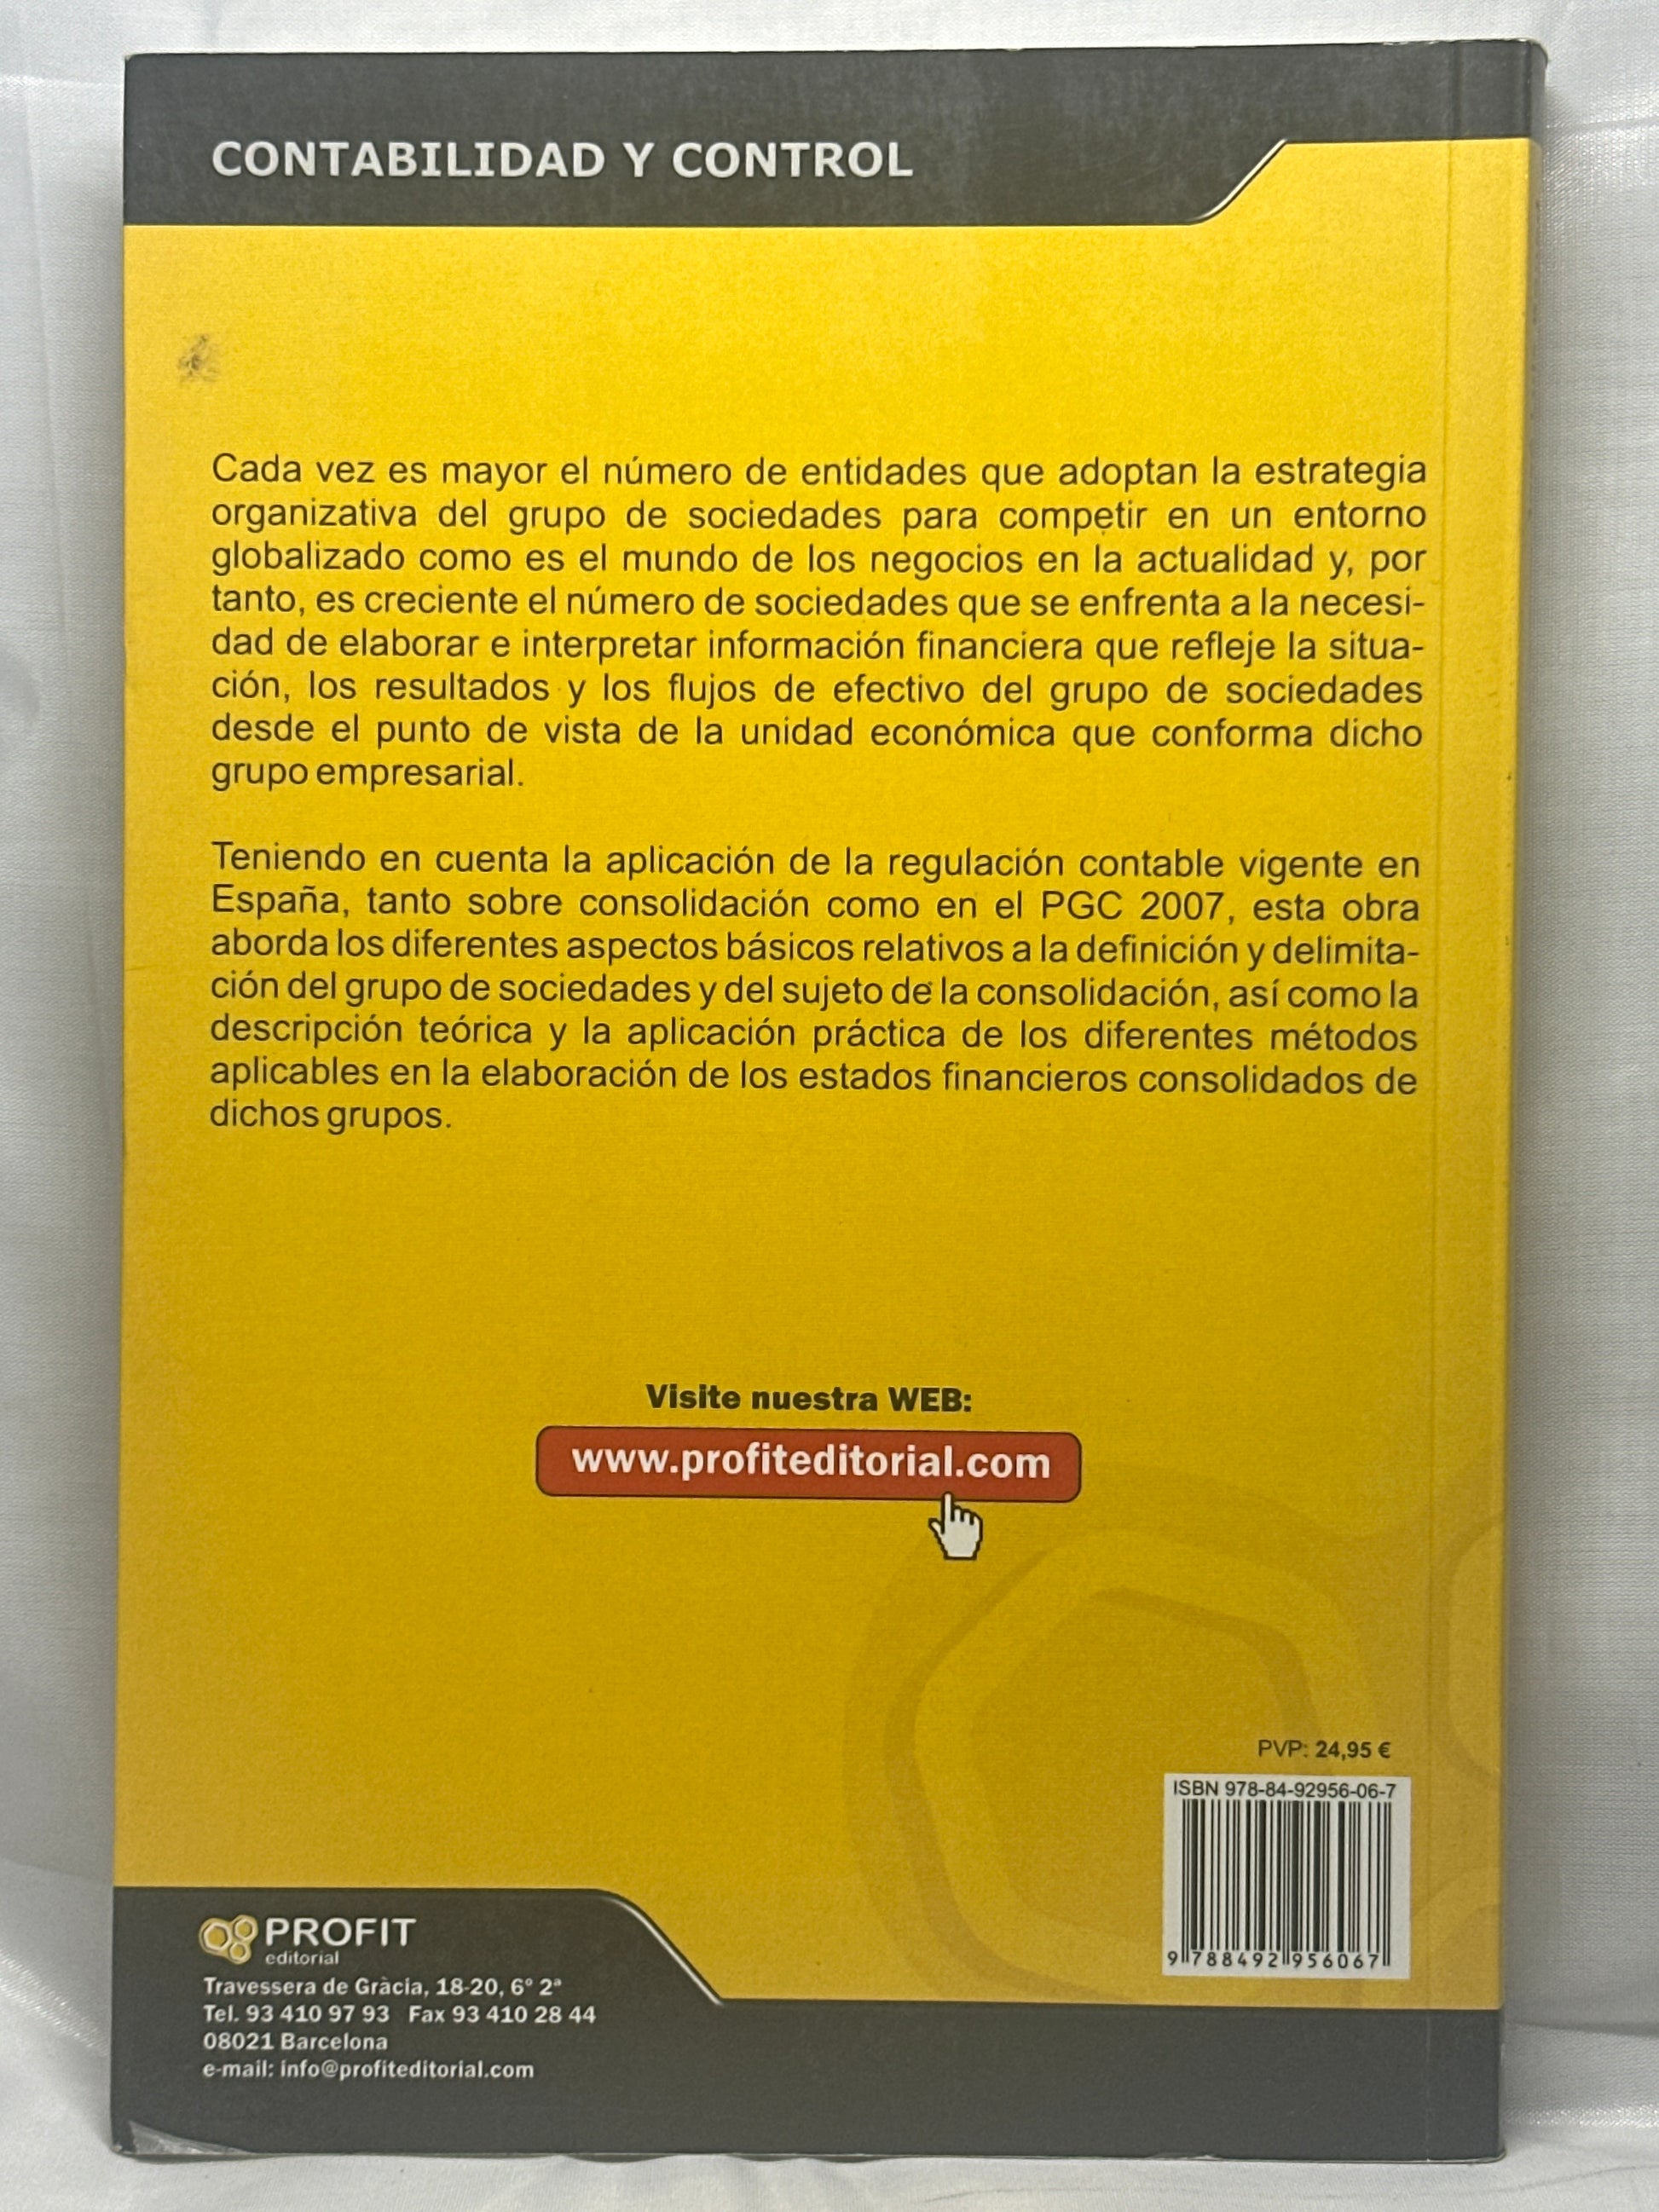 CONTABILIDAD Y CONTROL
Cada vez es mayor el número de entidades que adoptan la estrategia
organizativa del grupo de sociedades para competir en un entorno
globalizado como es el mundo de los negocios en la actualidad y, por
tanto, es creciente el número de sociedades que se enfrenta a la necesi-
dad de elaborar e interpretar información financiera que refleje la situa-
ción, los resultados y los flujos de efectivo del grupo de sociedades
desde el punto de vista de la unidad económica que conforma dicho
grupo empresarial.
Teniendo en cuenta la aplicación de la regulación contable vigente en
España, tanto sobre consolidación como en el PGC 2007, esta obra
aborda los diferentes aspectos básicos relativos a la definición y delimita-
ción del grupo de sociedades y del sujeto de la consolidación, así como la
descripción teórica y la aplicación práctica de los diferentes métodos
aplicables en la elaboración de los estados financieros consolidados de
dichos grupos.
Visite nuestra WEB:
www.profiteditorial.com
PVP: 24,95 €
ISBN 978-84-92956-06-7
9 788492 956067
PROFIT
editorial
Travessera de Gràcia, 18-20, 6º 2ª
Tel. 93 410 97 93 Fax 93 410 28 44
08021 Barcelona
e-mail: info@profiteditorial.com